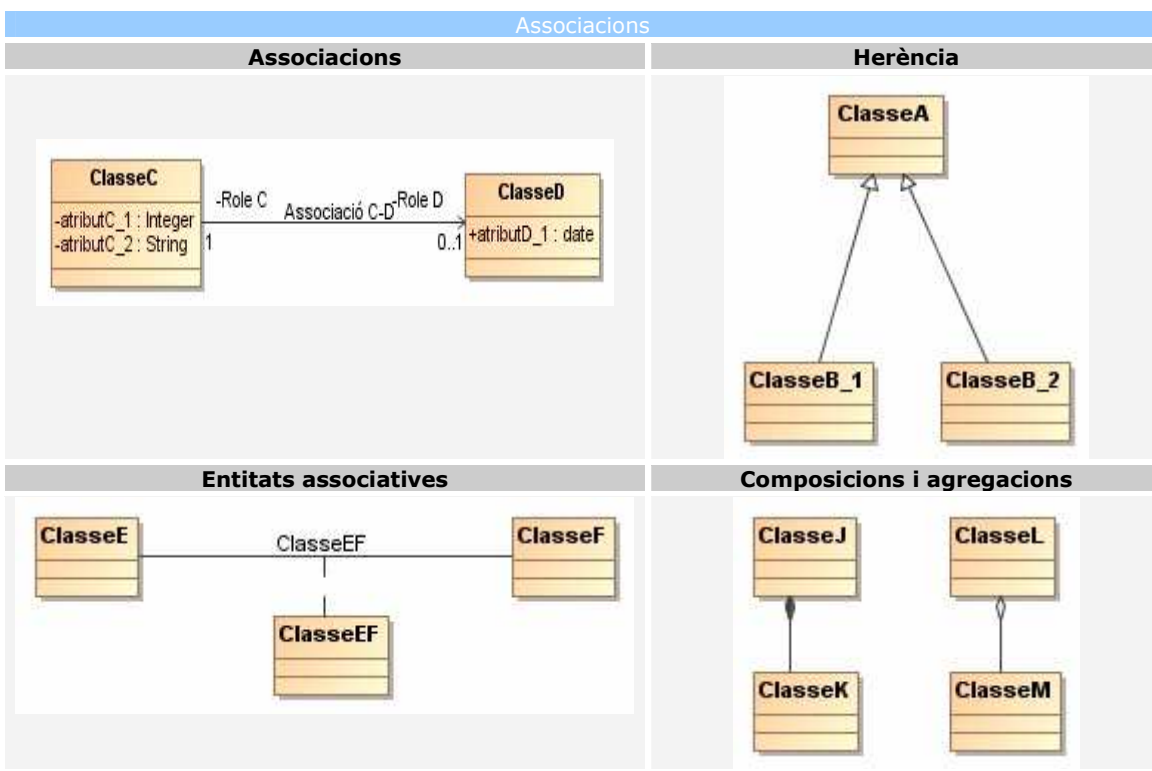 Associacions
Associacions
Herència
ClasseC
-atributC_1 : Integer
-atributC_2 : String
-Role C
Associació C-D
-Role D
1
0..1
ClasseD
+atributD_1 : date
ClasseA
ClasseB_1
ClasseB_2
Entitats associatives
Composicions i agregacions
ClasseE
ClasseEF
ClasseF
ClasseEF
ClasseJ
ClasseL
ClasseK
ClasseM